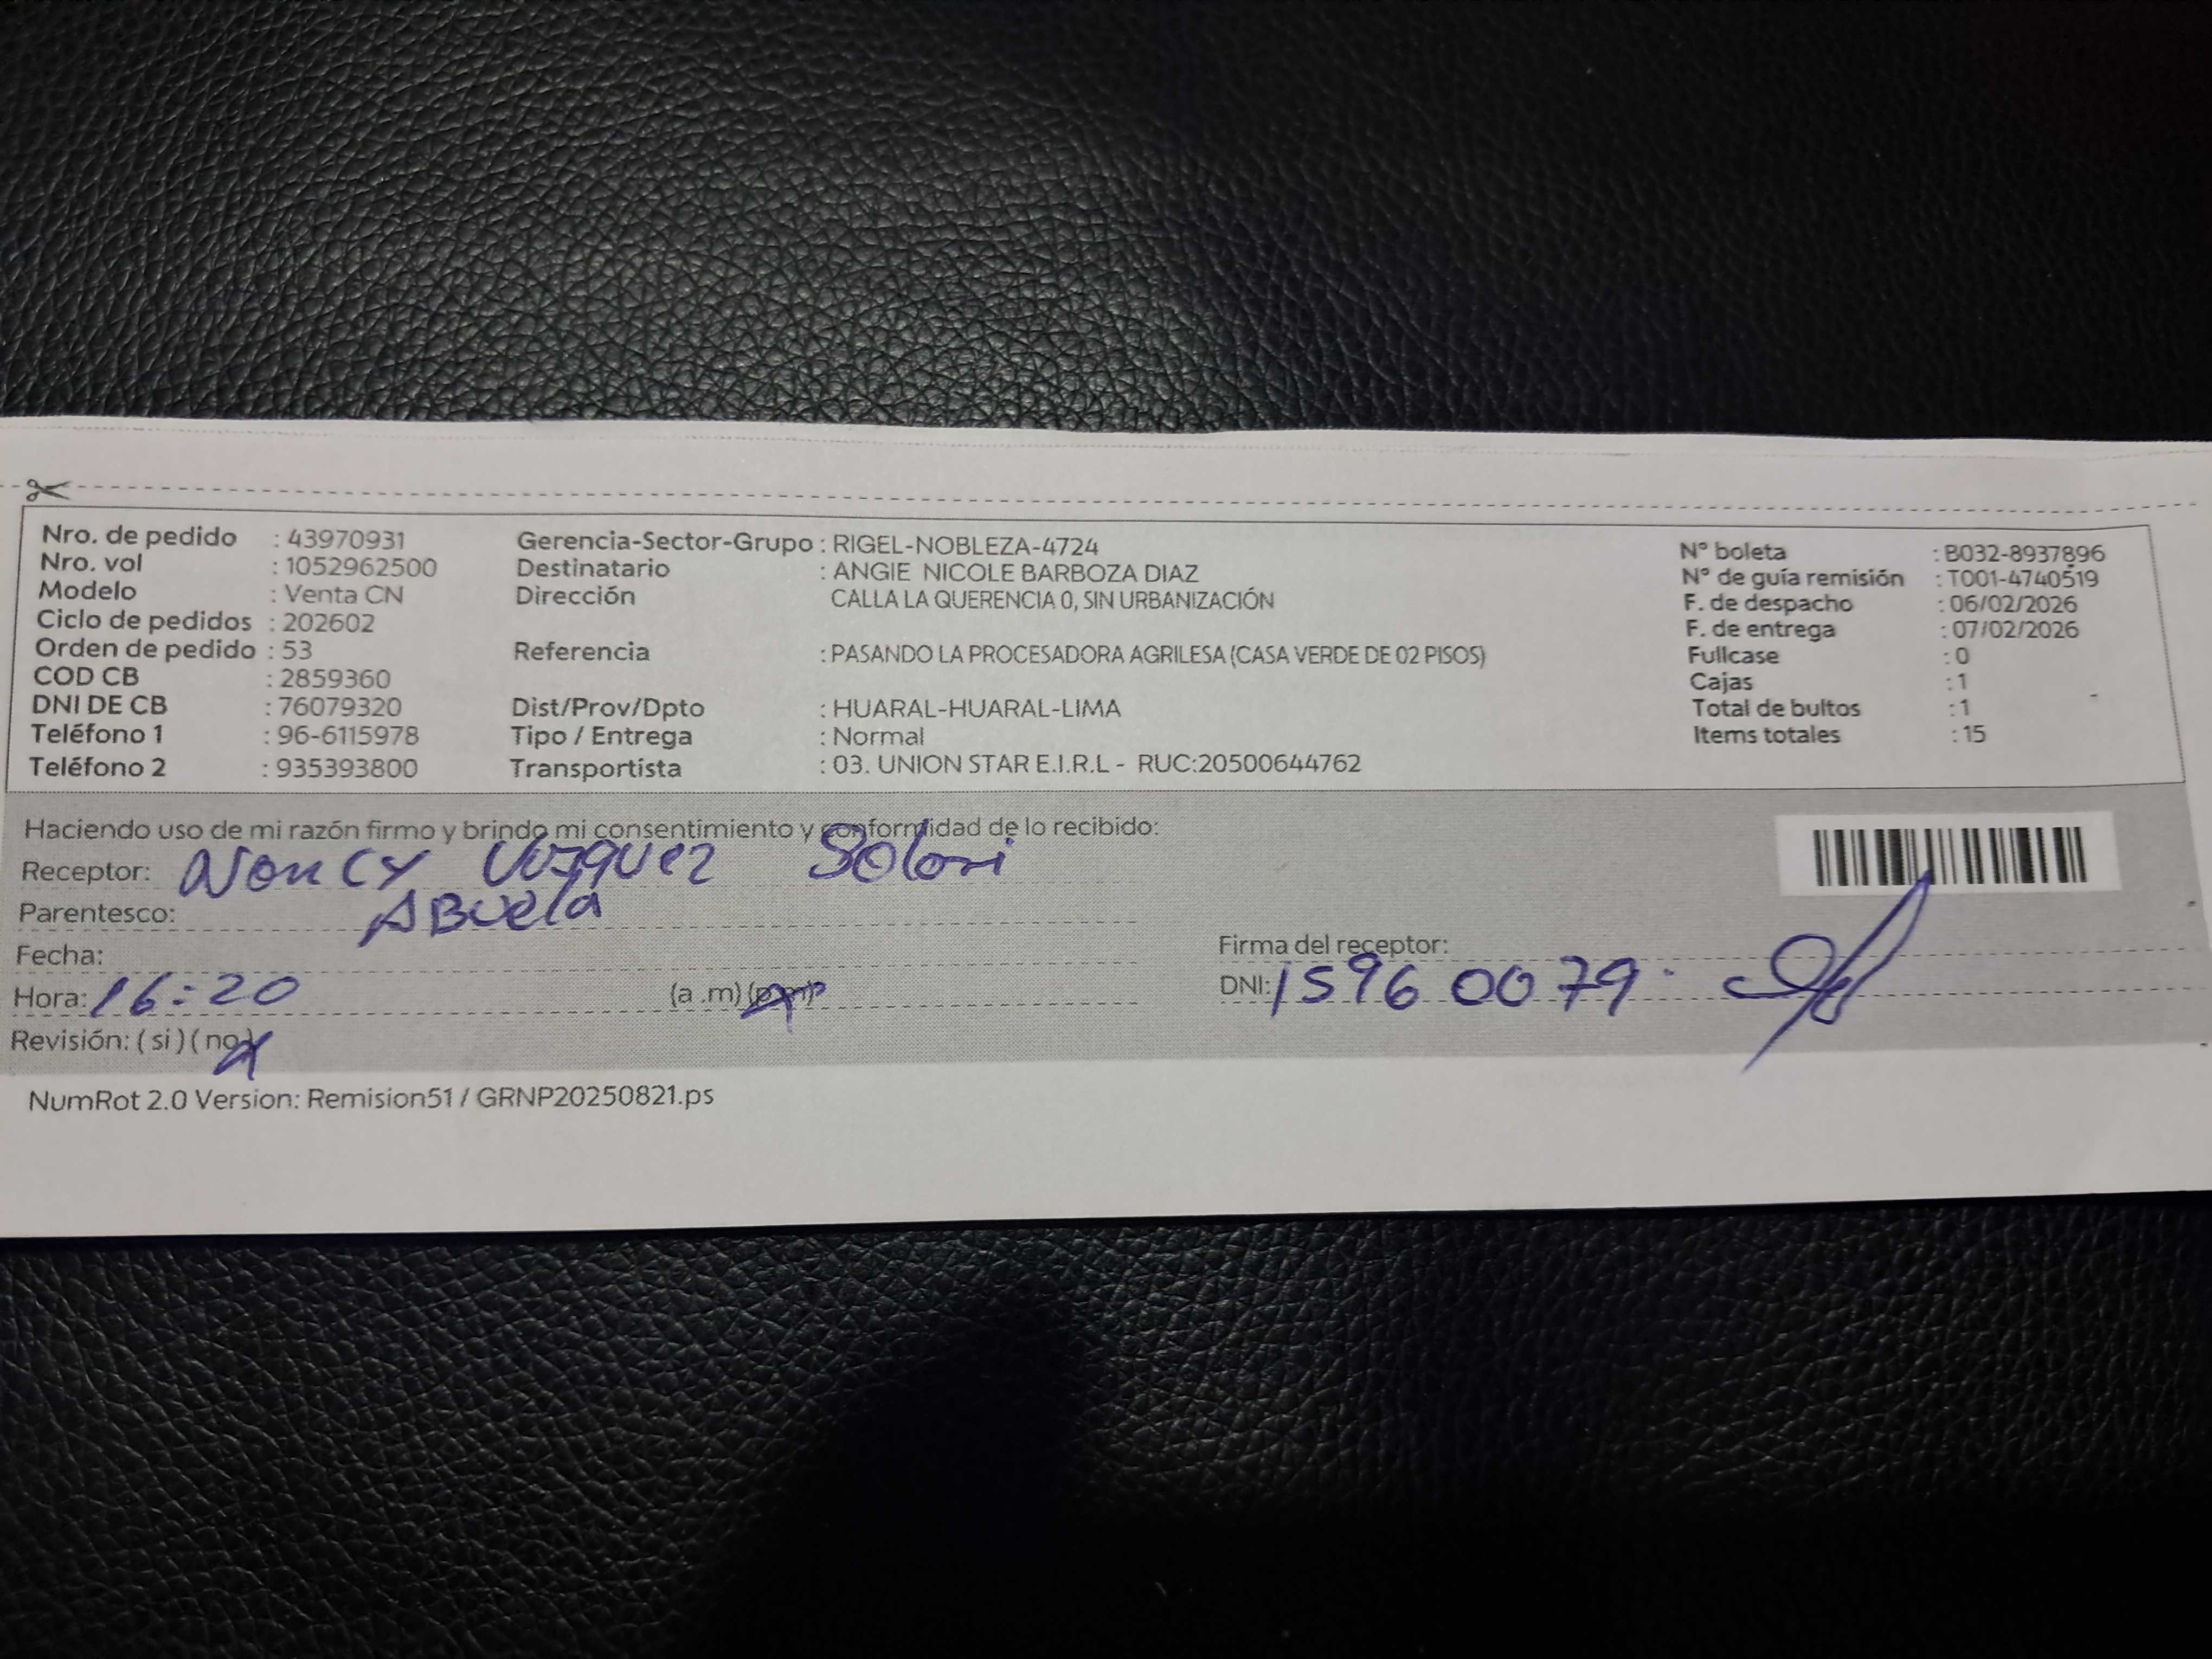 Nro. de pedido : 43970931
Nro. vol : 1052962500
Modelo : Venta CN
Ciclo de pedidos : 202602
Orden de pedido : 53
COD CB : 2859360
DNI DE CB : 76079320
Teléfono 1 : 96-6115978
Teléfono 2 : 935393800
Gerencia-Sector-Grupo : RIGEL-NOBLEZA-4724
Destinatario : ANGIE NICOLE BARBOZA DIAZ
Dirección CALLA LA QUERENCIA 0, SIN URBANIZACIÓN
Referencia : PASANDO LA PROCESADORA AGRILESA (CASA VERDE DE 02 PISOS)
Dist/Prov/Dpto : HUARAL-HUARAL-LIMA
Tipo / Entrega : Normal
Transportista : 03. UNION STAR E.I.R.L - RUC:20500644762
N° boleta : B032-8937896
N° de guía remisión : T001-4740519
F. de despacho : 06/02/2026
F. de entrega : 07/02/2026
Fullcase : 0
Cajas : 1
Total de bultos : 1
Items totales : 15
Haciendo uso de mi razón firmo y brindo mi consentimiento y conformidad de lo recibido:
Receptor: Nancy
Parentesco: ABuela
Fecha:
Hora: 16:20 (a .m) (p.m)
Revisión: ( si ) ( no )
Firma del receptor:
DNI: 15960079
NumRot 2.0 Version: Remision51 / GRNP20250821.ps